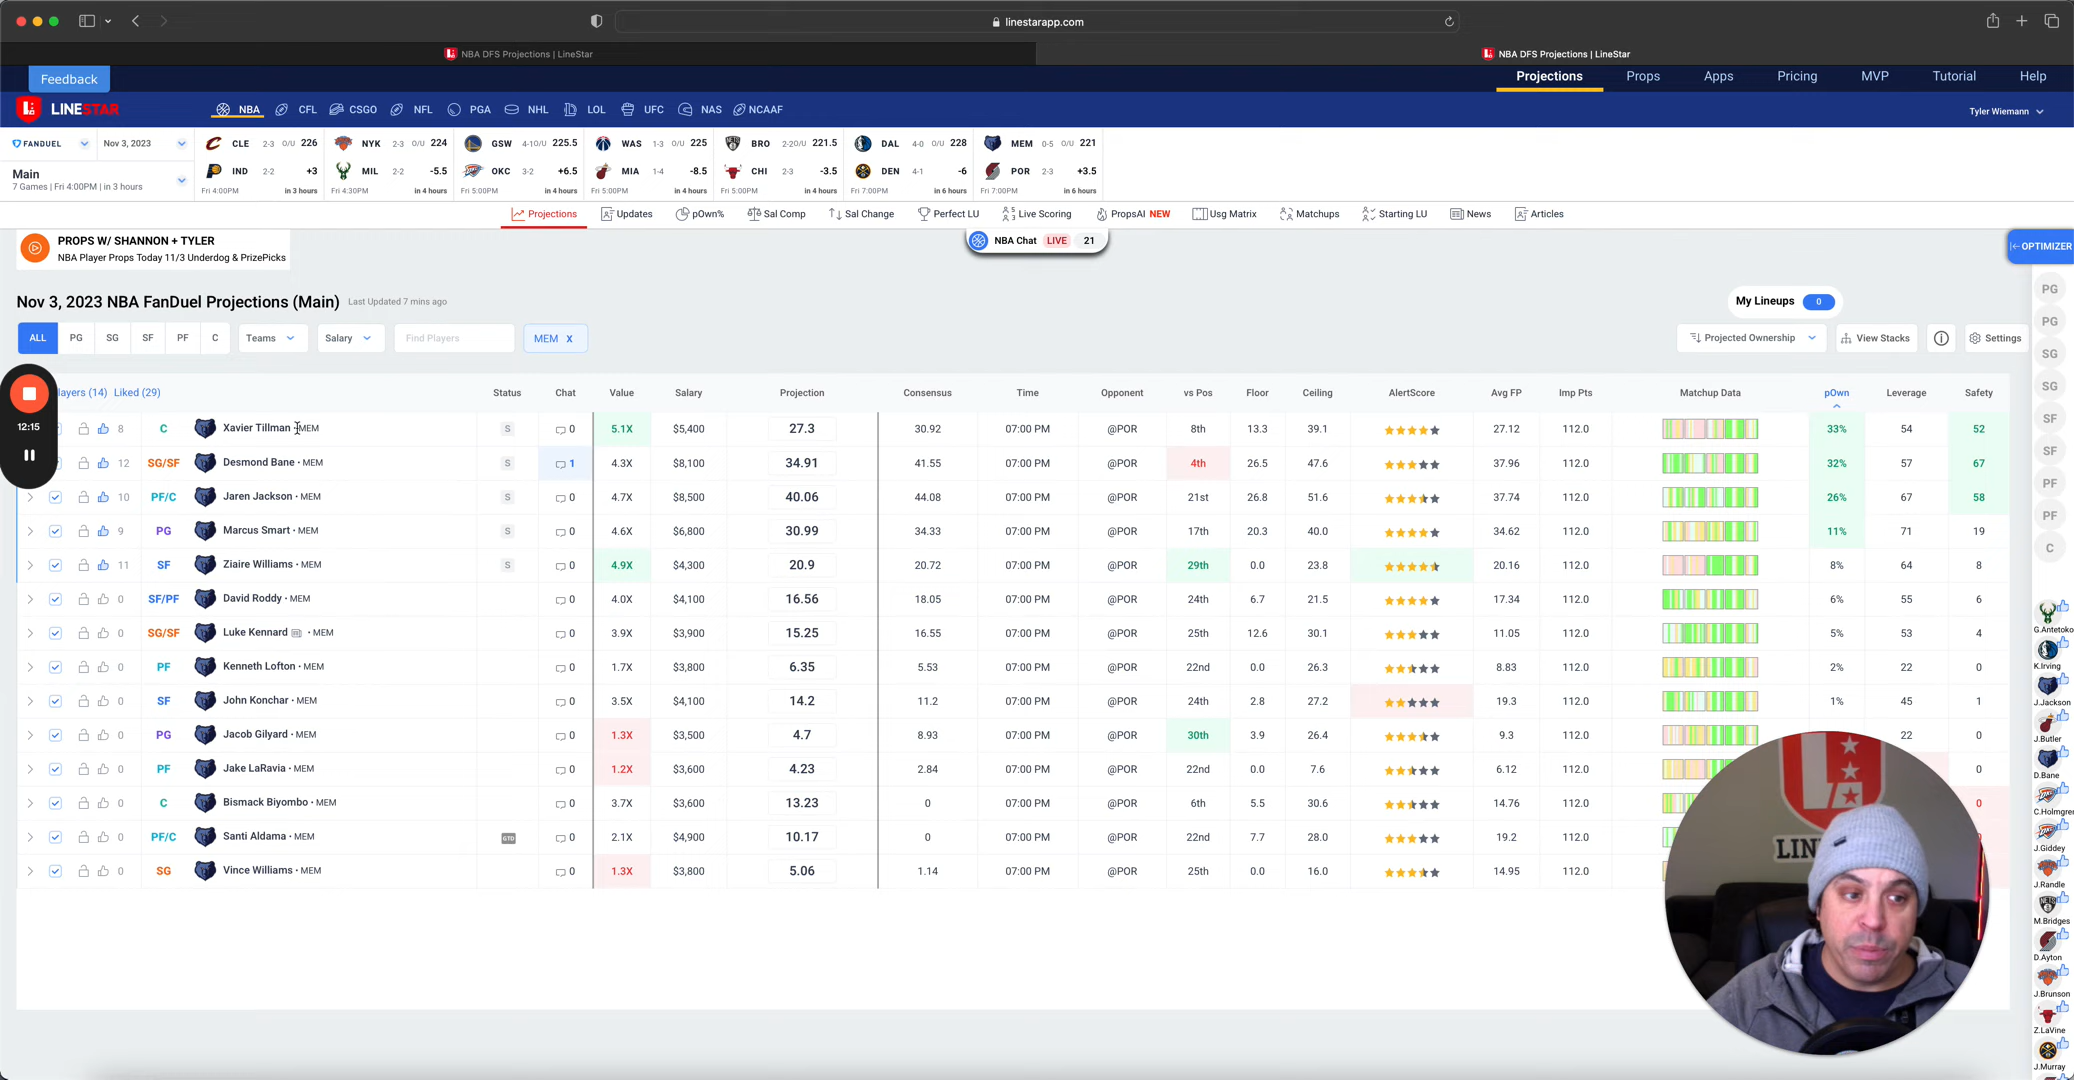 linestarapp.com
NBA DFS Projections | LineStar
NBA DFS Projections | LineStar
Feedback
Projections Props Apps Pricing MVP Tutorial Help
LINESTAR NBA CFL CSGO NFL PGA NHL LOL UFC NAS NCAAF Tyler Wiemann
FANDUEL Nov 3, 2023
Main
7 Games | Fri 4:00PM | in 3 hours
CLE 2-3 O/U 226
IND 2-2 +3
Fri 4:00PM in 3 hours
NYK 2-3 O/U 224
MIL 2-2 -5.5
Fri 4:30PM in 4 hours
GSW 4-1 O/U 225.5
OKC 3-2 +6.5
Fri 5:00PM in 4 hours
WAS 1-3 O/U 225
MIA 1-4 -8.5
Fri 5:00PM in 4 hours
BRO 2-2 O/U 221.5
CHI 2-3 -3.5
Fri 5:00PM in 4 hours
DAL 4-0 O/U 228
DEN 4-1 -6
Fri 7:00PM in 6 hours
MEM 0-5 O/U 221
POR 2-3 +3.5
Fri 7:00PM in 6 hours
Projections Updates pOwn% Sal Comp Sal Change Perfect LU Live Scoring PropsAI NEW Usg Matrix Matchups Starting LU News Articles
PROPS W/ SHANNON + TYLER
NBA Player Props Today 11/3 Underdog & PrizePicks
NBA Chat LIVE 21
OPTIMIZER
Nov 3, 2023 NBA FanDuel Projections (Main) Last Updated 7 mins ago
My Lineups 0
ALL PG SG SF PF C Teams Salary Find Players MEM X
Projected Ownership View Stacks Settings
layers (14) Liked (29) Status Chat Value Salary Projection Consensus Time Opponent vs Pos Floor Ceiling AlertScore Avg FP Imp Pts Matchup Data pOwn Leverage Safety
8 C Xavier Tillman MEM S 0 5.1X $5,400 27.3 30.92 07:00 PM @POR 8th 13.3 39.1 27.12 112.0 33% 54 52
12 SG/SF Desmond Bane • MEM S 1 4.3X $8,100 34.91 41.55 07:00 PM @POR 4th 26.5 47.6 37.96 112.0 32% 57 67
10 PF/C Jaren Jackson • MEM S 0 4.7X $8,500 40.06 44.08 07:00 PM @POR 21st 26.8 51.6 37.74 112.0 26% 67 58
9 PG Marcus Smart • MEM S 0 4.6X $6,800 30.99 34.33 07:00 PM @POR 17th 20.3 40.0 34.62 112.0 11% 71 19
11 SF Ziaire Williams • MEM S 0 4.9X $4,300 20.9 20.72 07:00 PM @POR 29th 0.0 23.8 20.16 112.0 8% 64 8
0 SF/PF David Roddy • MEM 0 4.0X $4,100 16.56 18.05 07:00 PM @POR 24th 6.7 21.5 17.34 112.0 6% 55 6
0 SG/SF Luke Kennard • MEM 0 3.9X $3,900 15.25 16.55 07:00 PM @POR 25th 12.6 30.1 11.05 112.0 5% 53 4
0 PF Kenneth Lofton • MEM 0 1.7X $3,800 6.35 5.53 07:00 PM @POR 22nd 0.0 26.3 8.83 112.0 2% 22 0
0 SF John Konchar • MEM 0 3.5X $4,100 14.2 11.2 07:00 PM @POR 24th 2.8 27.2 19.3 112.0 1% 45 1
0 PG Jacob Gilyard • MEM 0 1.3X $3,500 4.7 8.93 07:00 PM @POR 30th 3.9 26.4 9.3 112.0 22 0
0 PF Jake LaRavia • MEM 0 1.2X $3,600 4.23 2.84 07:00 PM @POR 22nd 0.0 7.6 6.12 112.0 0
0 C Bismack Biyombo • MEM 0 3.7X $3,600 13.23 0 07:00 PM @POR 6th 5.5 30.6 14.76 112.0 0
0 PF/C Santi Aldama • MEM GTD 0 2.1X $4,900 10.17 0 07:00 PM @POR 22nd 7.7 28.0 19.2 112.0
0 SG Vince Williams • MEM 0 1.3X $3,800 5.06 1.14 07:00 PM @POR 25th 0.0 16.0 14.95 112.0
12:15
PG
PG
SG
SG
SF
SF
PF
PF
C
G.Antetoko
K.Irving
J.Jackson
J.Butler
D.Bane
C.Holmgre
J.Giddey
J.Randle
M.Bridges
D.Ayton
J.Brunson
Z.LaVine
J.Murray
LIN